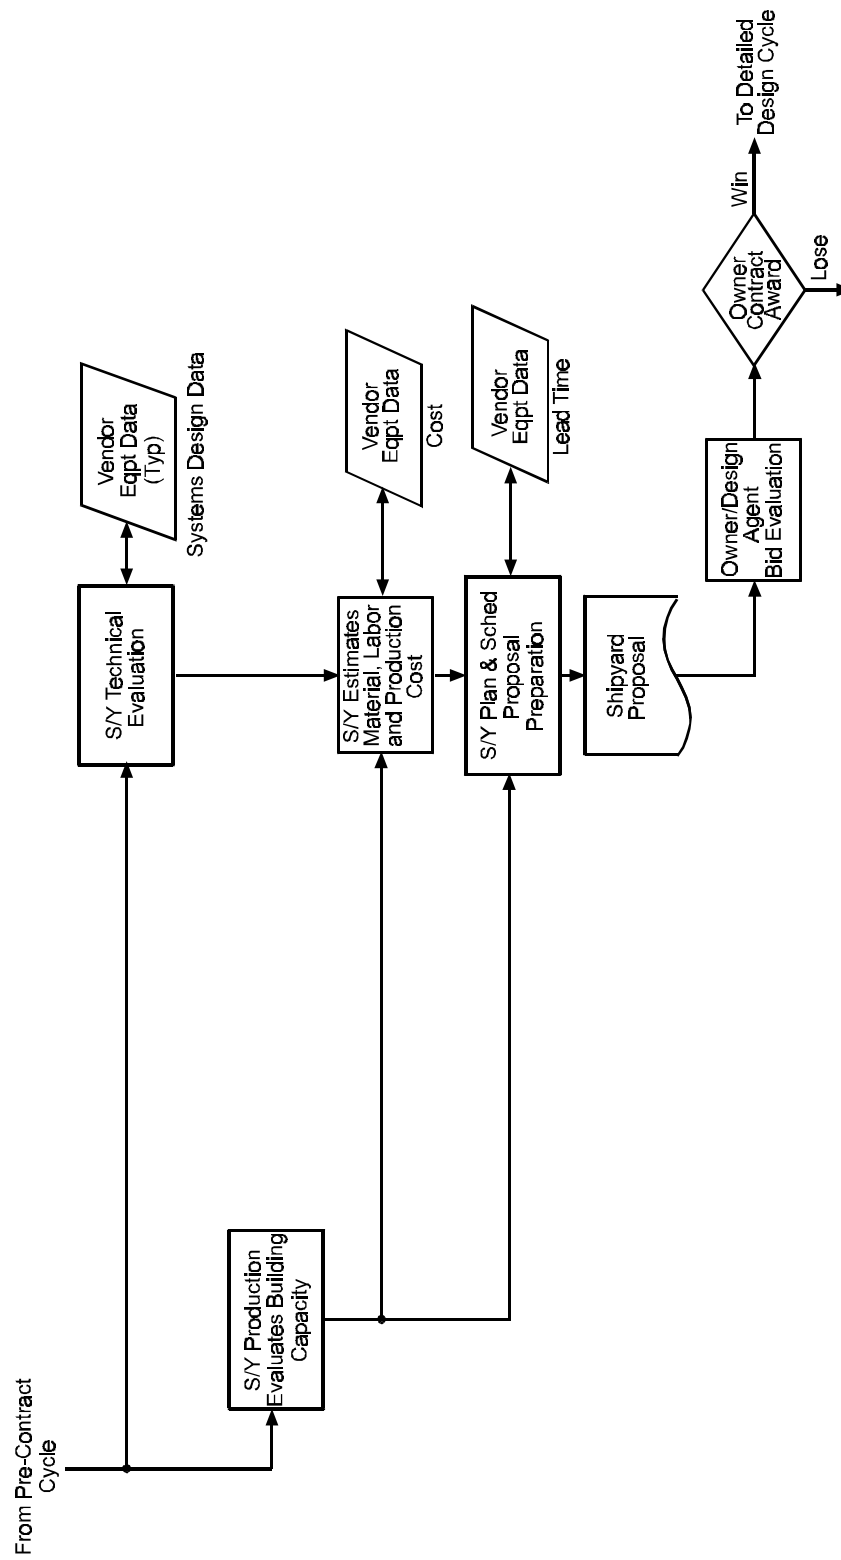 From Pre-Contract
Cycle
S/Y Technical
Evaluation
Vendor
Eqpt Data
(Typ)
Systems Design Data
S/Y Production
Evaluates Building
Capacity
S/Y Estimates
Material, Labor
and Production
Cost
Vendor
Eqpt Data
Cost
S/Y Plan & Sched
Proposal
Preparation
Vendor
Eqpt Data
Lead Time
Shipyard
Proposal
Owner/Design
Agent
Bid Evaluation
Owner
Contract
Award
Win
To Detailed
Design Cycle
Lose